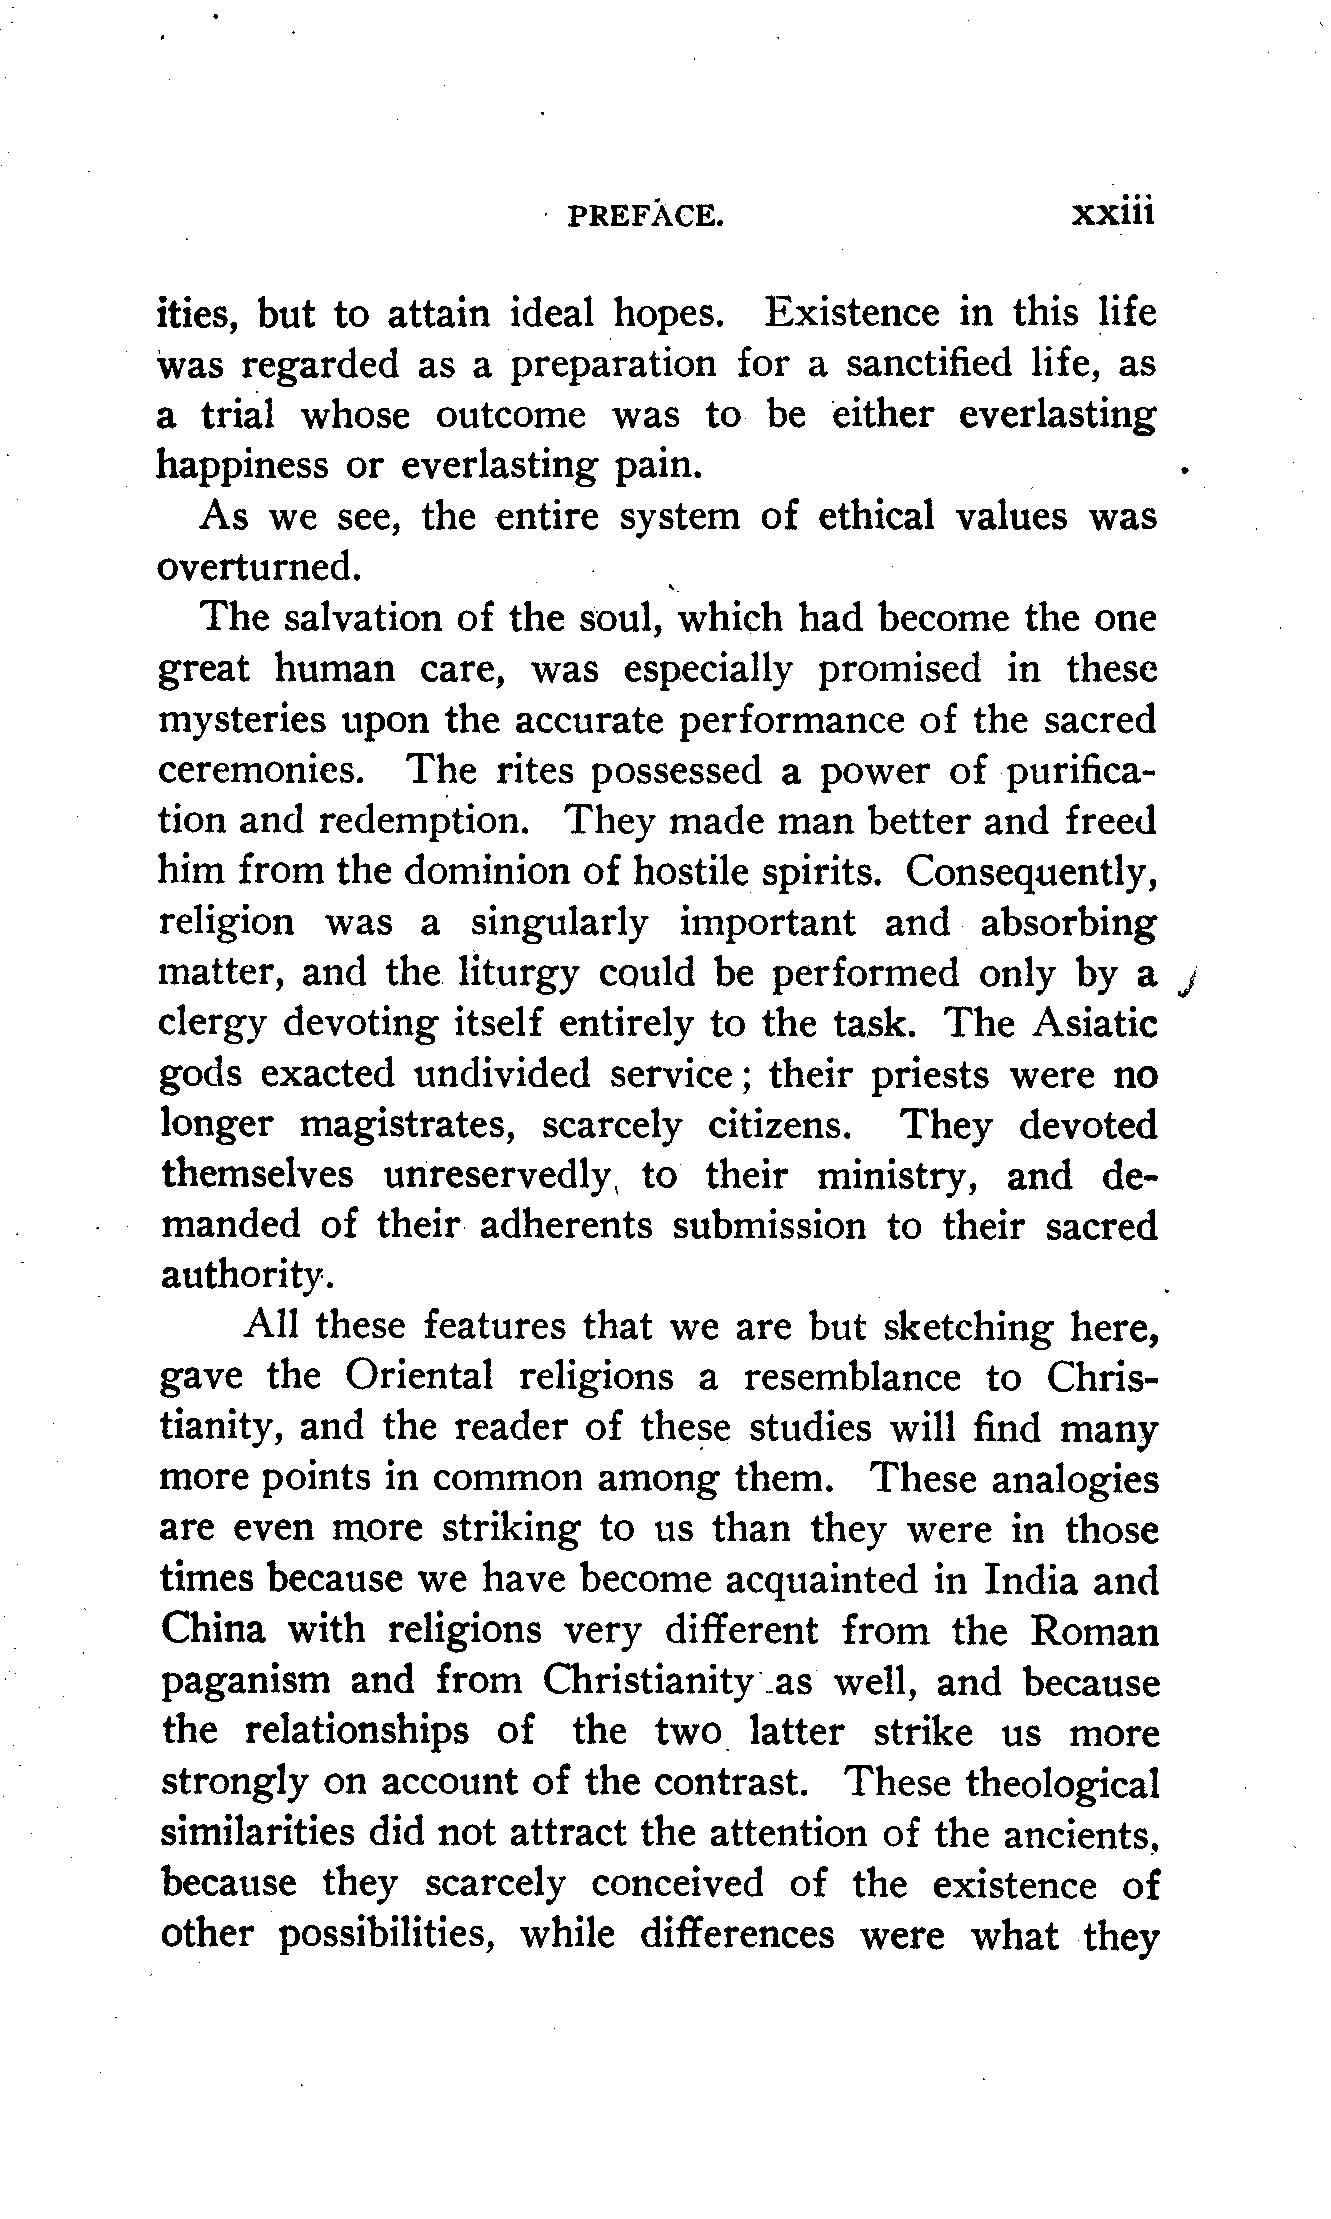 PREFACE. xxiii
ities, but to attain ideal hopes. Existence in this life
was regarded as a preparation for a sanctified life, as
a trial whose outcome was to be either everlasting
happiness or everlasting pain.
As we see, the entire system of ethical values was
overturned.
The salvation of the soul, which had become the one
great human care, was especially promised in these
mysteries upon the accurate performance of the sacred
ceremonies. The rites possessed a power of purifica-
tion and redemption. They made man better and freed
him from the dominion of hostile spirits. Consequently,
religion was a singularly important and absorbing
matter, and the liturgy could be performed only by a
clergy devoting itself entirely to the task. The Asiatic
gods exacted undivided service; their priests were no
longer magistrates, scarcely citizens. They devoted
themselves unreservedly to their ministry, and de-
manded of their adherents submission to their sacred
authority.
All these features that we are but sketching here,
gave the Oriental religions a resemblance to Chris-
tianity, and the reader of these studies will find many
more points in common among them. These analogies
are even more striking to us than they were in those
times because we have become acquainted in India and
China with religions very different from the Roman
paganism and from Christianity as well, and because
the relationships of the two latter strike us more
strongly on account of the contrast. These theological
similarities did not attract the attention of the ancients,
because they scarcely conceived of the existence of
other possibilities, while differences were what they